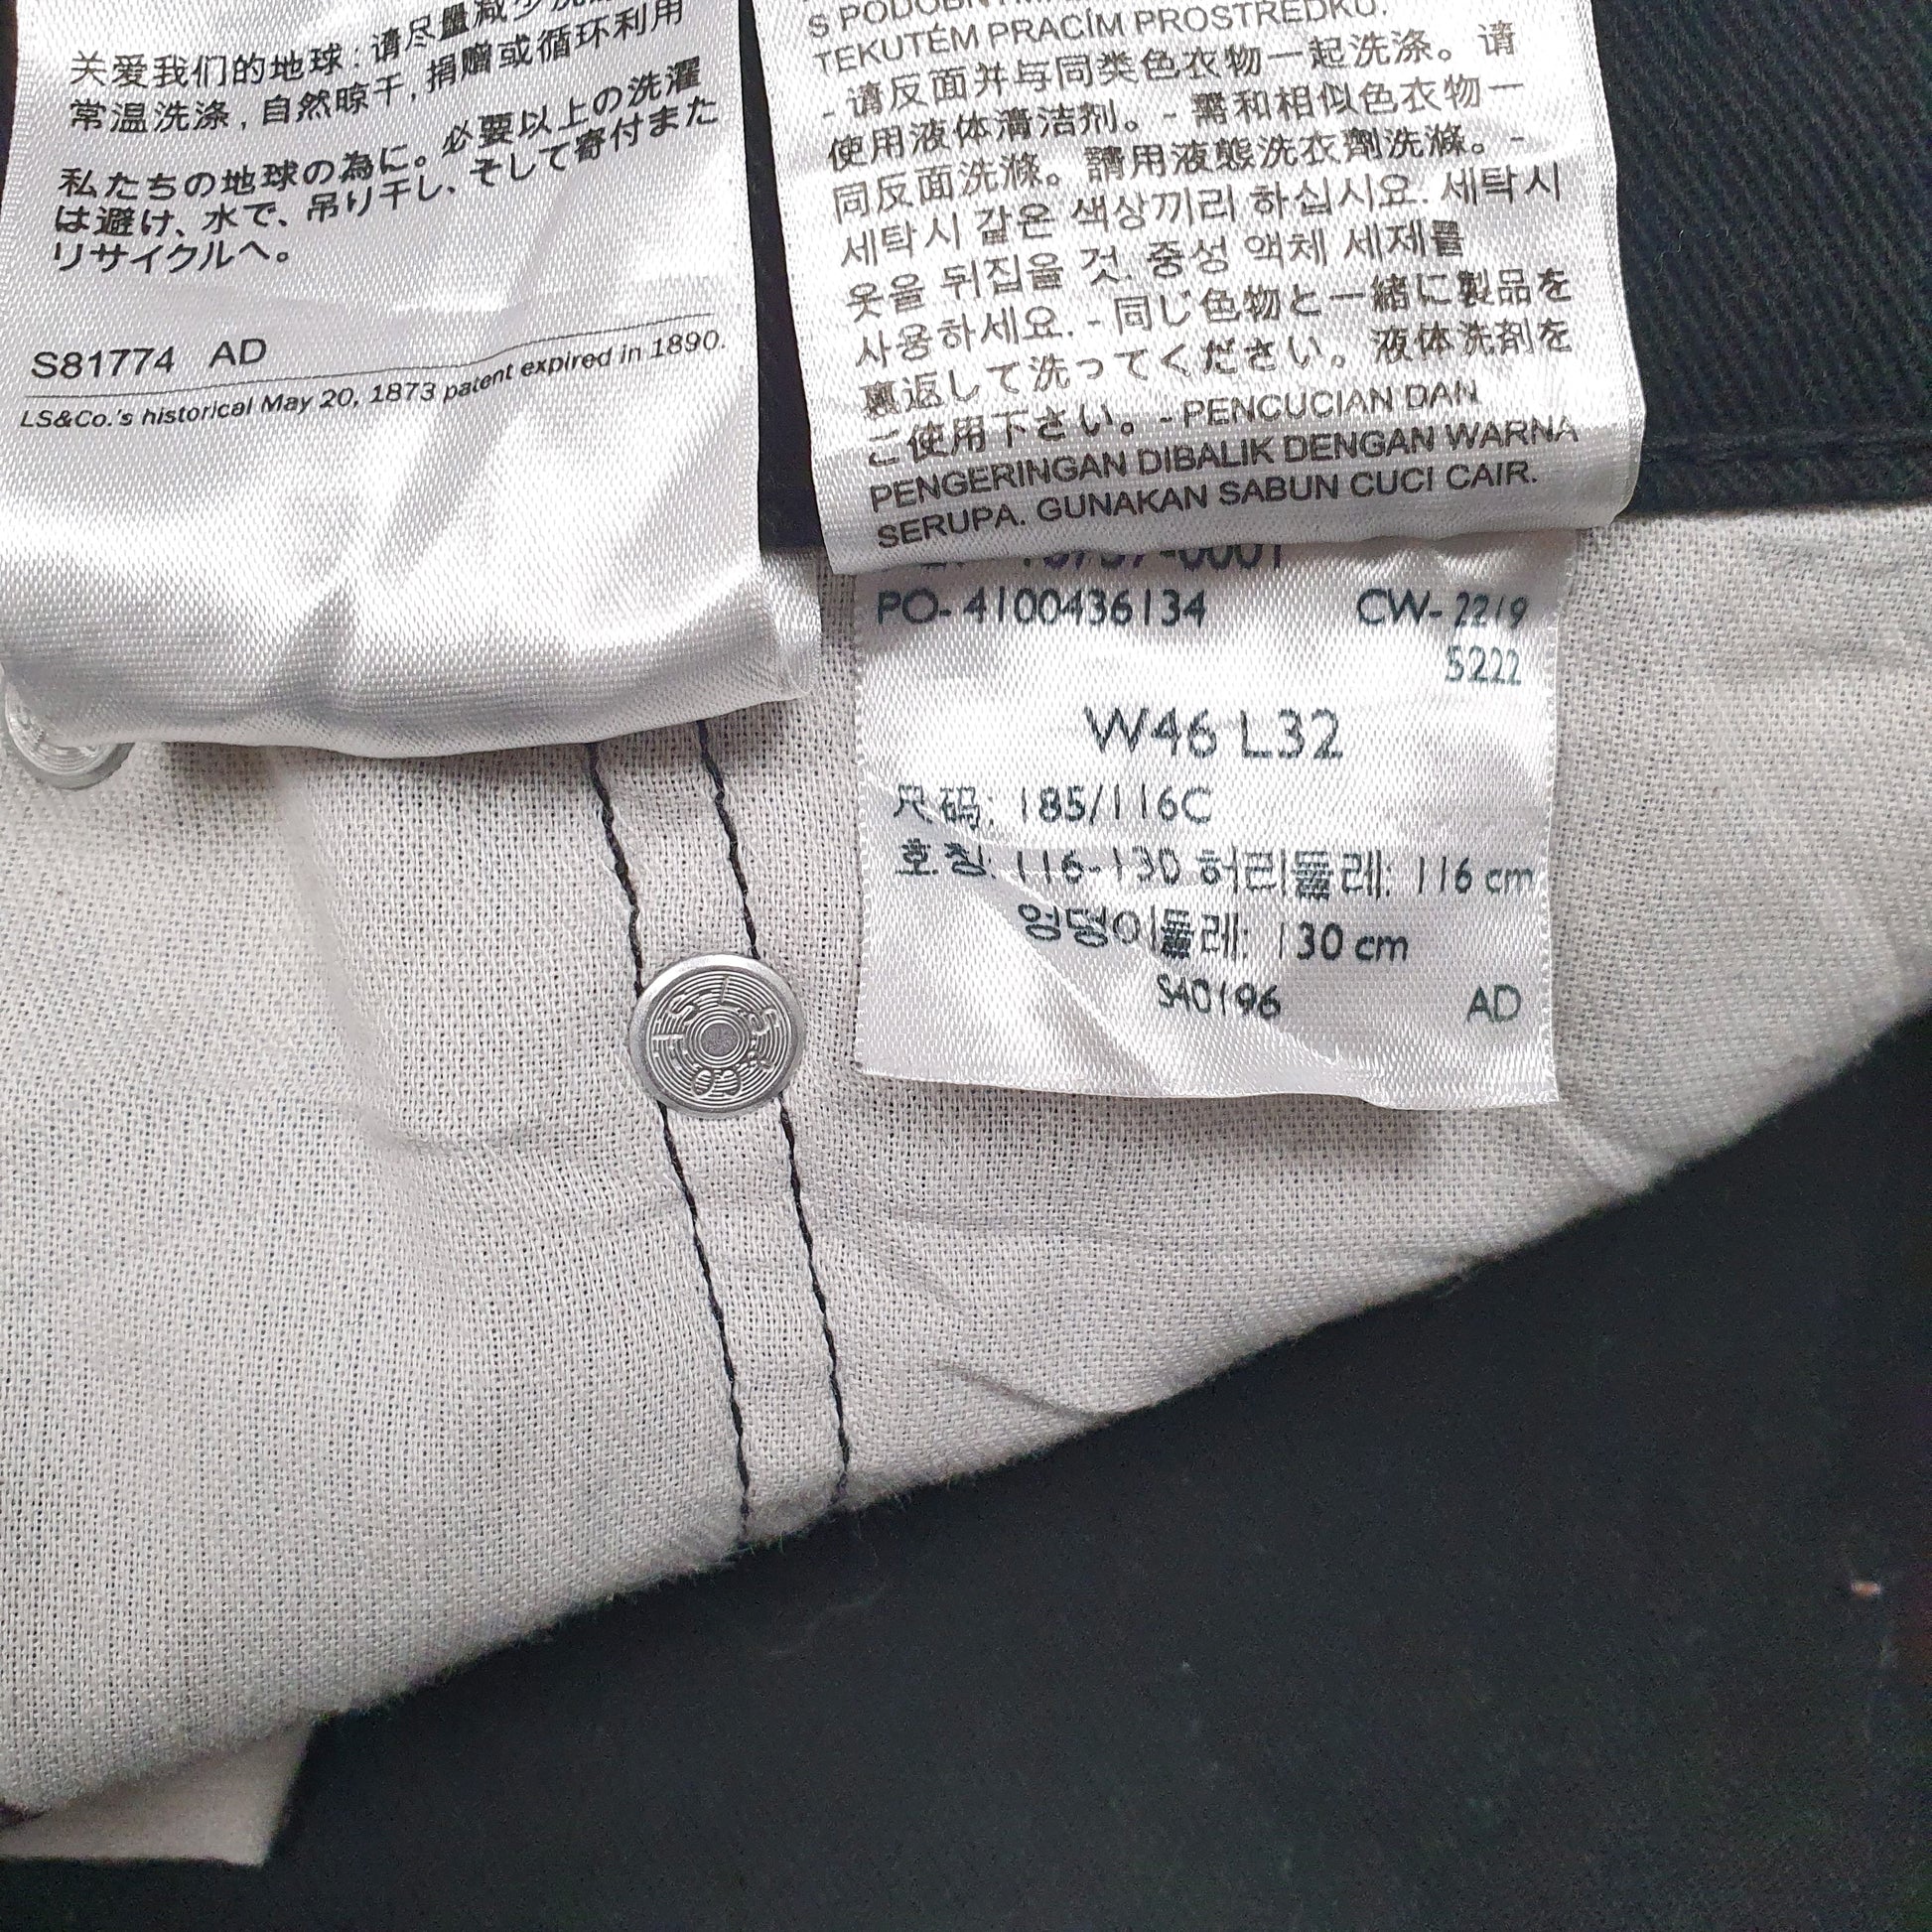 关爱我们的地球：请尽量减少洗
常温洗涤，自然晾干，捐赠或循环利用
私たちの地球の為に。必要以上の洗濯
は避け、水で、吊り干し、そして寄付また
リサイクルへ。
S81774 AD
LS&Co.'s historical May 20, 1873 patent expired in 1890.
TEKUTÉM PRACÍM PROSTŘEDKU.
- 请反面并与同类色衣物一起洗涤。请
使用液体清洁剂。- 需和相似色衣物一
同反面洗滌。請用液態洗衣劑洗滌。-
세탁시 같은 색상끼리 하십시요. 세탁시
옷을 뒤집을 것. 중성 액체 세제를
사용하세요. - 同じ色物と一緒に製品を
裏返して洗ってください。液体洗剤を
ご使用下さい。- PENCUCIAN DAN
PENGERINGAN DIBALIK DENGAN WARNA
SERUPA. GUNAKAN SABUN CUCI CAIR.
PO- 4100436134 CW- 2219
5222
W46 L32
尺码: 185/116C
호칭: 116-130 허리둘레: 116 cm
엉덩이둘레: 130 cm
SA0196 AD